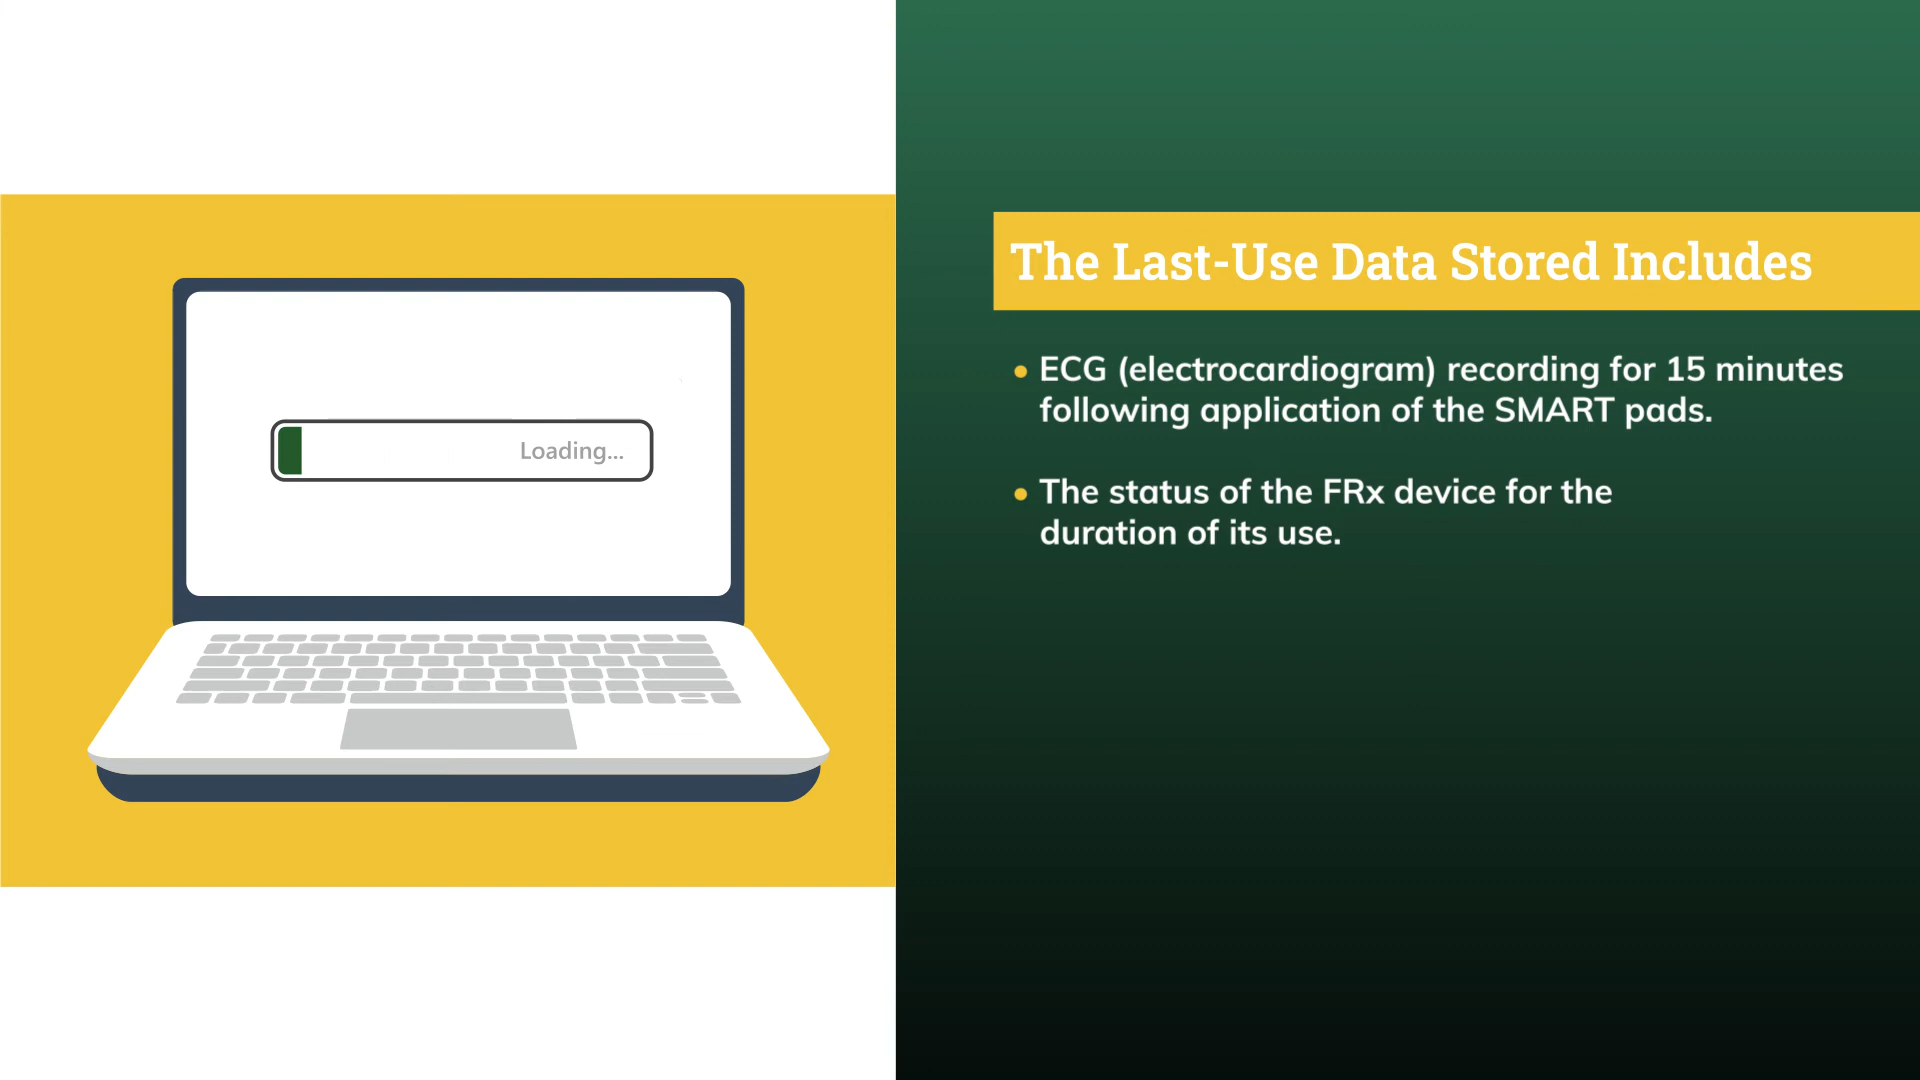 Loading...
The Last-Use Data Stored Includes
• ECG (electrocardiogram) recording for 15 minutes
following application of the SMART pads.
• The status of the FRx device for the
duration of its use.